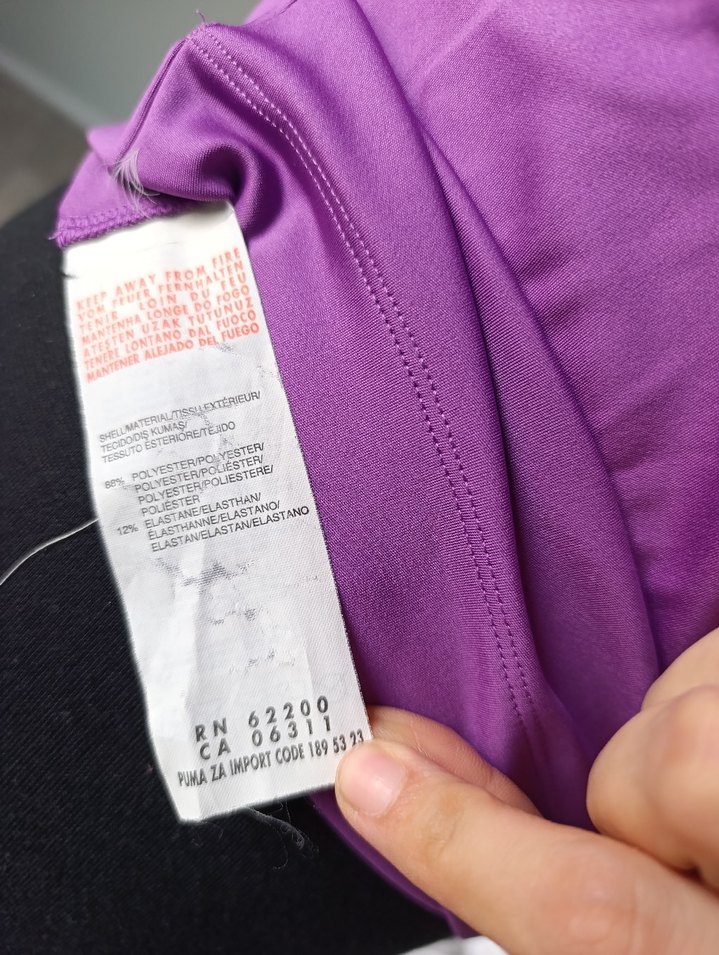 KEEP AWAY FROM FIRE
VOM FEUER FERNHALTEN
TENIR LOIN DU FEU
MANTENHA LONGE DO FOGO
ATESTEN UZAK TUTUNUZ
TENERE LONTANO DAL FUOCO
MANTENER ALEJADO DEL FUEGO
SHELL/MATERIAL/TISSU EXTÉRIEUR/
TECIDO/DIŞ KUMAŞ/
TESSUTO ESTERIORE/TEJIDO
88% POLYESTER/POLYESTER/
POLYESTER/POLIÉSTER/
POLYESTER/POLIESTERE/
POLIÉSTER
12% ELASTANE/ELASTHAN/
ÉLASTHANNE/ELASTANO/
ELASTAN/ELASTAN/ELASTANO
RN 62200
CA 06311
PUMA ZA IMPORT CODE 189 53 23